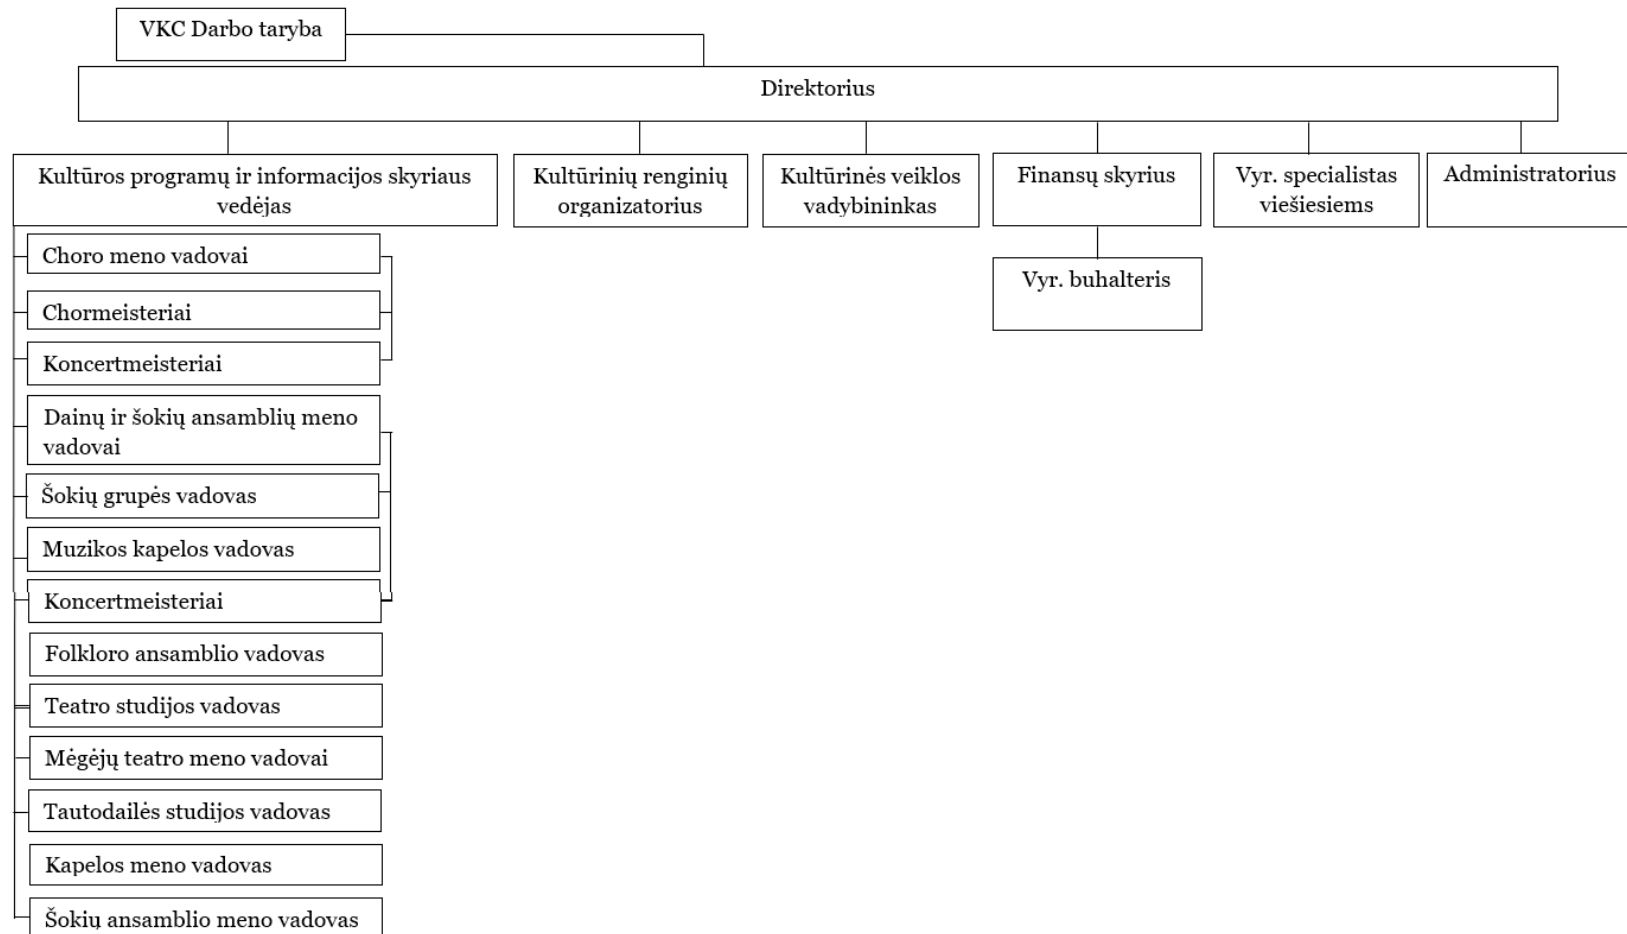 VKC Darbo taryba
Direktorius
Kultūros programų ir informacijos skyriaus
vedėjas
Kultūrinių renginių
organizatorius
Kultūrinės veiklos
vadybininkas
Finansų skyrius
Vyr. specialistas
viešiesiems
Administratorius
Vyr. buhalteris
Choro meno vadovai
Chormeisteriai
Koncertmeisteriai
Dainų ir šokių ansamblių meno
vadovai
Šokių grupės vadovas
Muzikos kapelos vadovas
Koncertmeisteriai
Folkloro ansamblio vadovas
Teatro studijos vadovas
Mėgėjų teatro meno vadovai
Tautodailės studijos vadovas
Kapelos meno vadovas
Šokių ansamblio meno vadovas